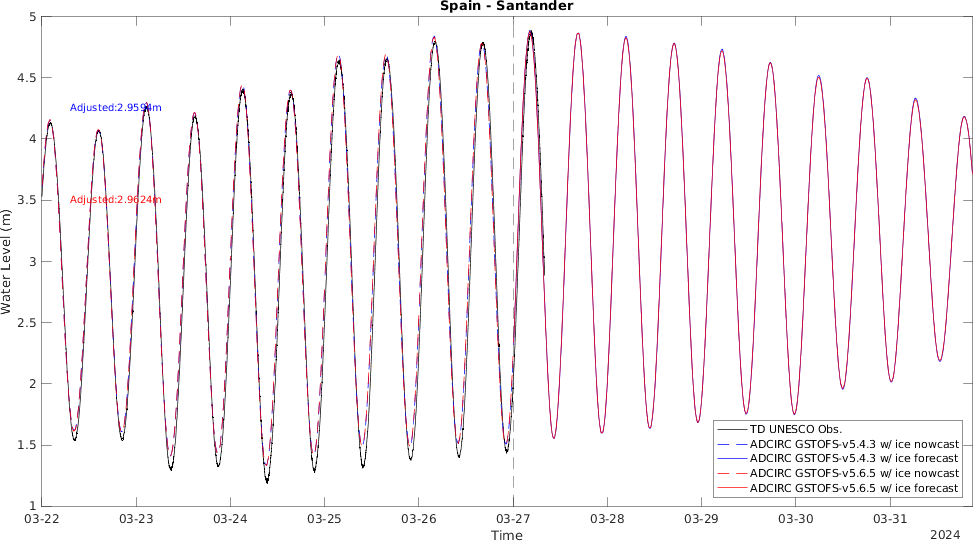 Spain - Santander
5
4.5
4
3.5
3
2.5
2
1.5
1
Water Level (m)
Adjusted:2.9594m
Adjusted:2.9624m
TD UNESCO Obs.
ADCIRC GSTOFS-v5.4.3 w/ ice nowcast
ADCIRC GSTOFS-v5.4.3 w/ ice forecast
ADCIRC GSTOFS-v5.6.5 w/ ice nowcast
ADCIRC GSTOFS-v5.6.5 w/ ice forecast
03-22 03-23 03-24 03-25 03-26 03-27 03-28 03-29 03-30 03-31
Time
2024